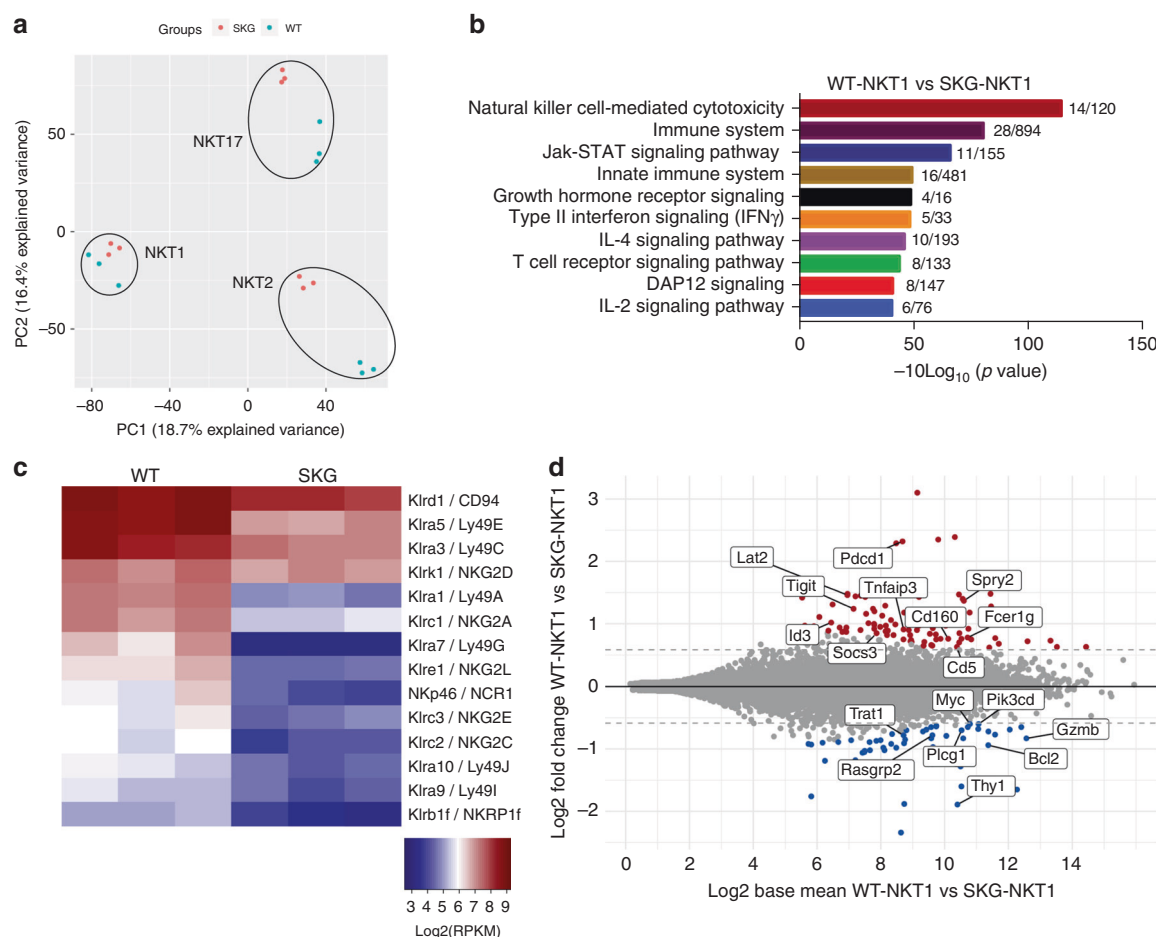 a
Groups SKG WT
PC2 (16.4% explained variance)
50
0
−50
NKT17
NKT1
NKT2
−80 −40 0 40
PC1 (18.7% explained variance)
b
WT-NKT1 vs SKG-NKT1
Natural killer cell-mediated cytotoxicity 14/120
Immune system 28/894
Jak-STAT signaling pathway 11/155
Innate immune system 16/481
Growth hormone receptor signaling 4/16
Type II interferon signaling (IFNγ) 5/33
IL-4 signaling pathway 10/193
T cell receptor signaling pathway 8/133
DAP12 signaling 8/147
IL-2 signaling pathway 6/76
0 50 100 150
−10Log10 (p value)
c
WT SKG
Klrd1 / CD94
Klra5 / Ly49E
Klra3 / Ly49C
Klrk1 / NKG2D
Klra1 / Ly49A
Klrc1 / NKG2A
Klra7 / Ly49G
Klre1 / NKG2L
NKp46 / NCR1
Klrc3 / NKG2E
Klrc2 / NKG2C
Klra10 / Ly49J
Klra9 / Ly49I
Klrb1f / NKRP1f
3 4 5 6 7 8 9
Log2(RPKM)
d
Log2 fold change WT-NKT1 vs SKG-NKT1
3
2
1
0
−1
−2
Lat2
Pdcd1
Tigit
Tnfaip3
Spry2
Cd160
Fcer1g
Id3
Socs3
Cd5
Myc
Pik3cd
Trat1
Gzmb
Rasgrp2
Plcg1
Bcl2
Thy1
0 2 4 6 8 10 12 14
Log2 base mean WT-NKT1 vs SKG-NKT1